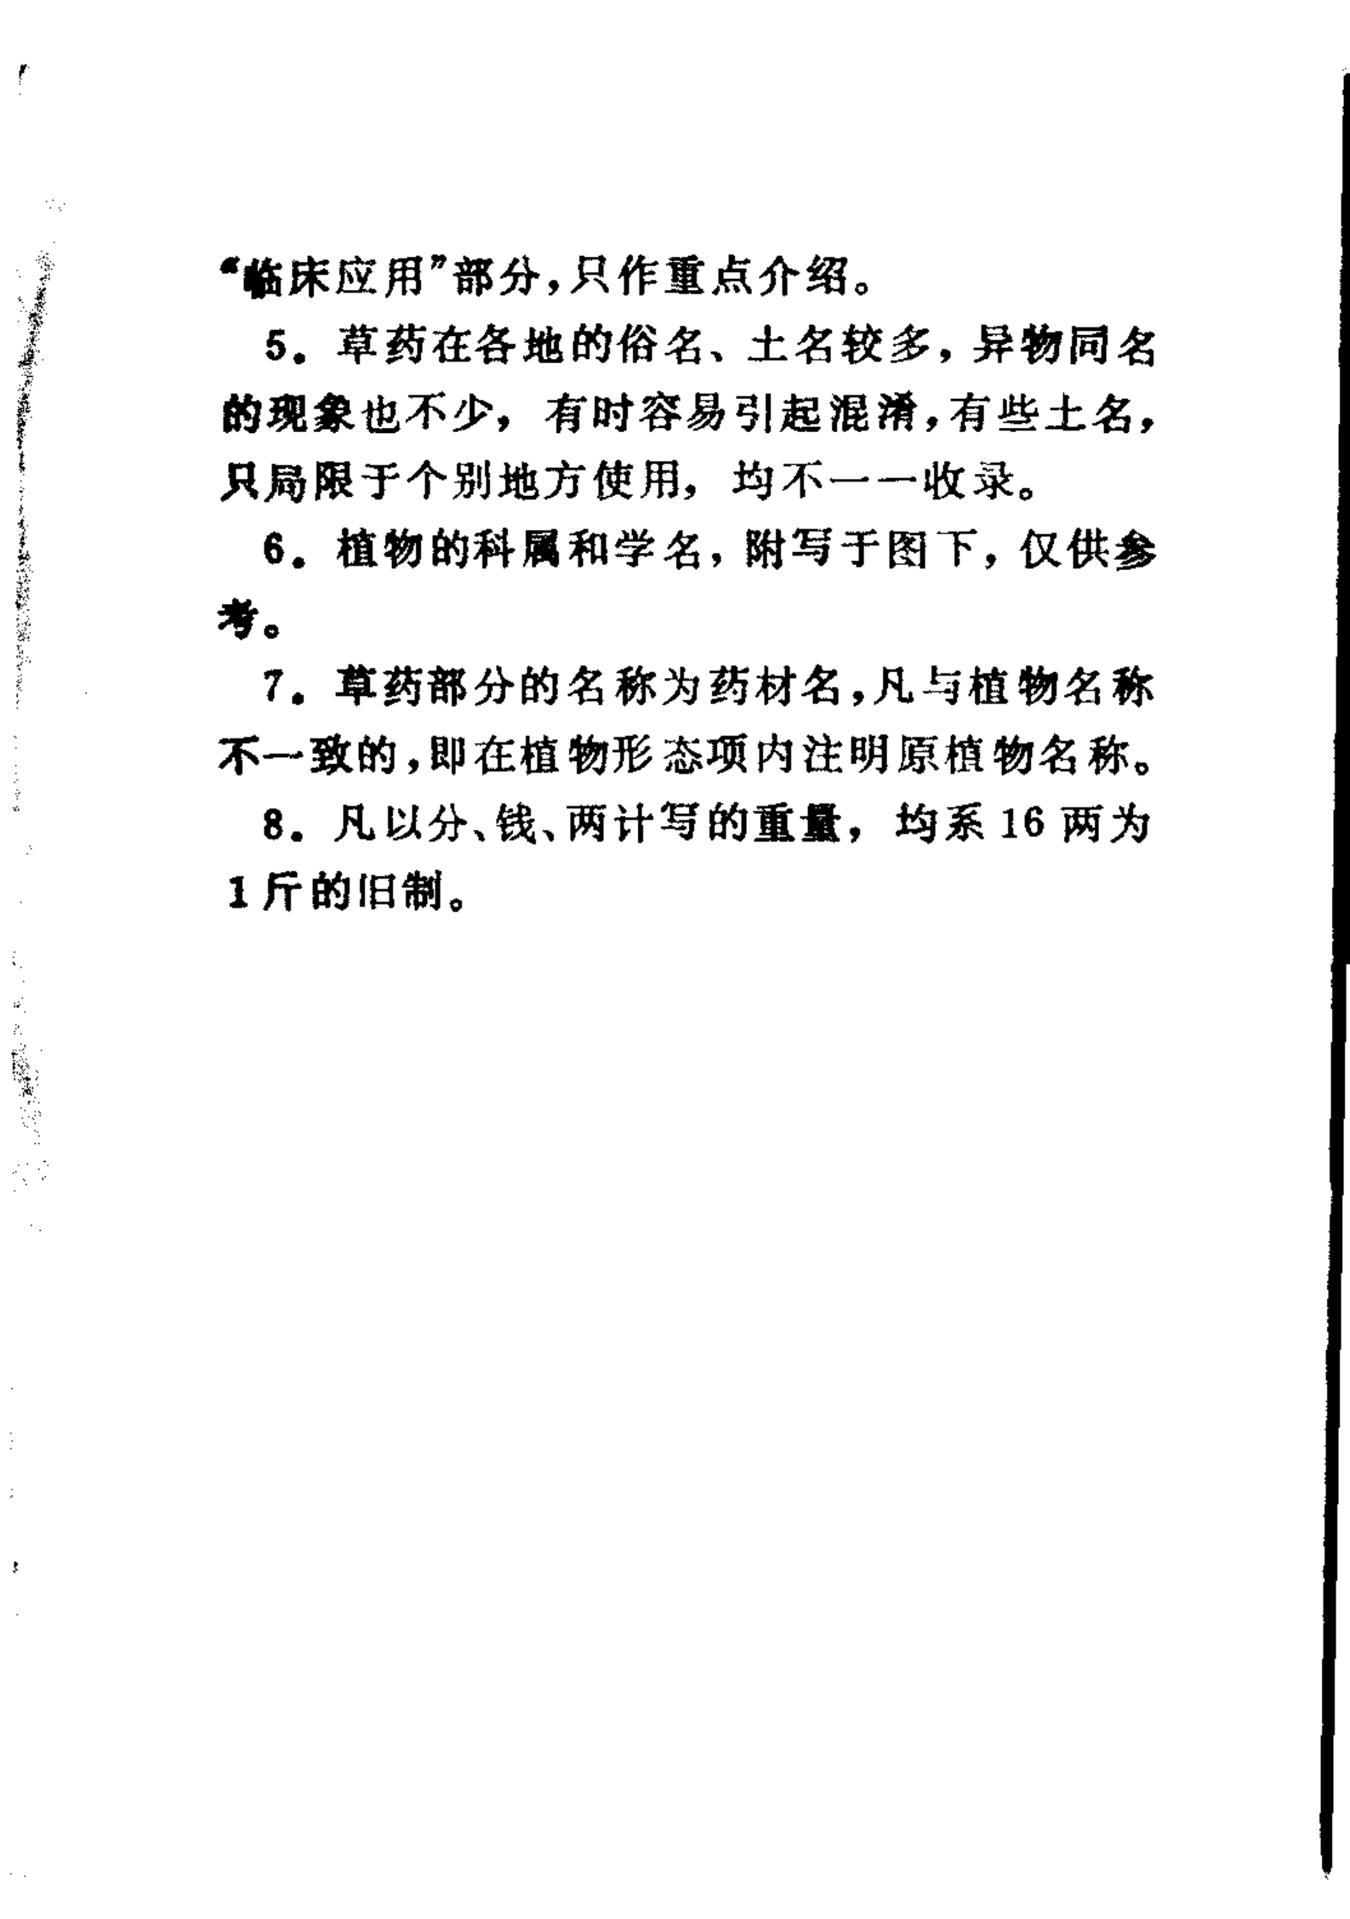 “临床应用”部分，只作重点介绍。
5．草药在各地的俗名、土名较多，异物同名
的现象也不少，有时容易引起混淆，有些土名，
只局限于个别地方使用，均不一一收录。
6．植物的科属和学名，附写于图下，仅供参
考。
7．草药部分的名称为药材名，凡与植物名称
不一致的，即在植物形态项内注明原植物名称。
8．凡以分、钱、两计写的重量，均系16两为
1斤的旧制。